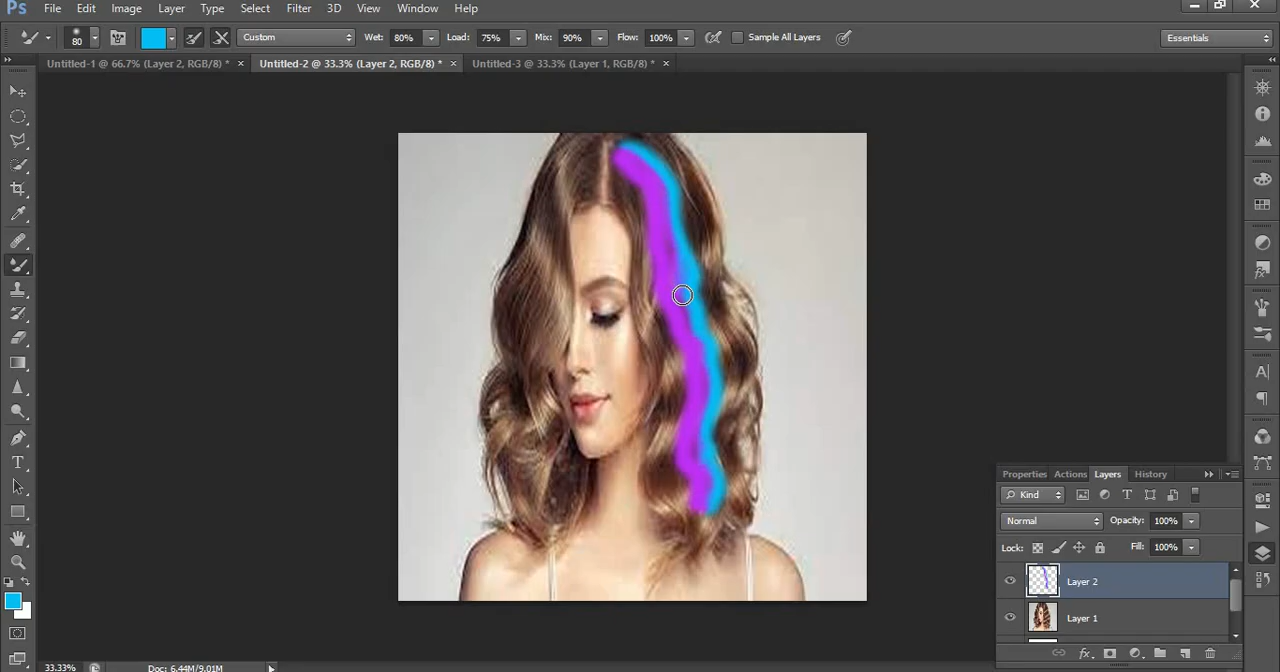 Ps File Edit Image Layer Type Select Filter 3D View Window Help
80 Custom Wet: 80% Load: 75% Mix: 90% Flow: 100% Sample All Layers Essentials
Untitled-1 @ 66.7% (Layer 2, RGB/8) * × Untitled-2 @ 33.3% (Layer 2, RGB/8) * × Untitled-3 @ 33.3% (Layer 1, RGB/8) * ×
Properties Actions Layers History
Kind
Normal Opacity: 100%
Lock: Fill: 100%
Layer 2
Layer 1
33.33% Doc: 6.44M/9.01M